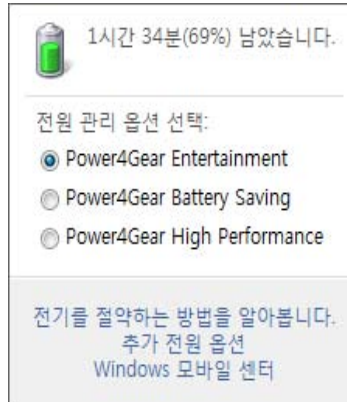 1시간 34분(69%) 남았습니다.
전원 관리 옵션 선택:
Power4Gear Entertainment
Power4Gear Battery Saving
Power4Gear High Performance
전기를 절약하는 방법을 알아봅니다.
추가 전원 옵션
Windows 모바일 센터